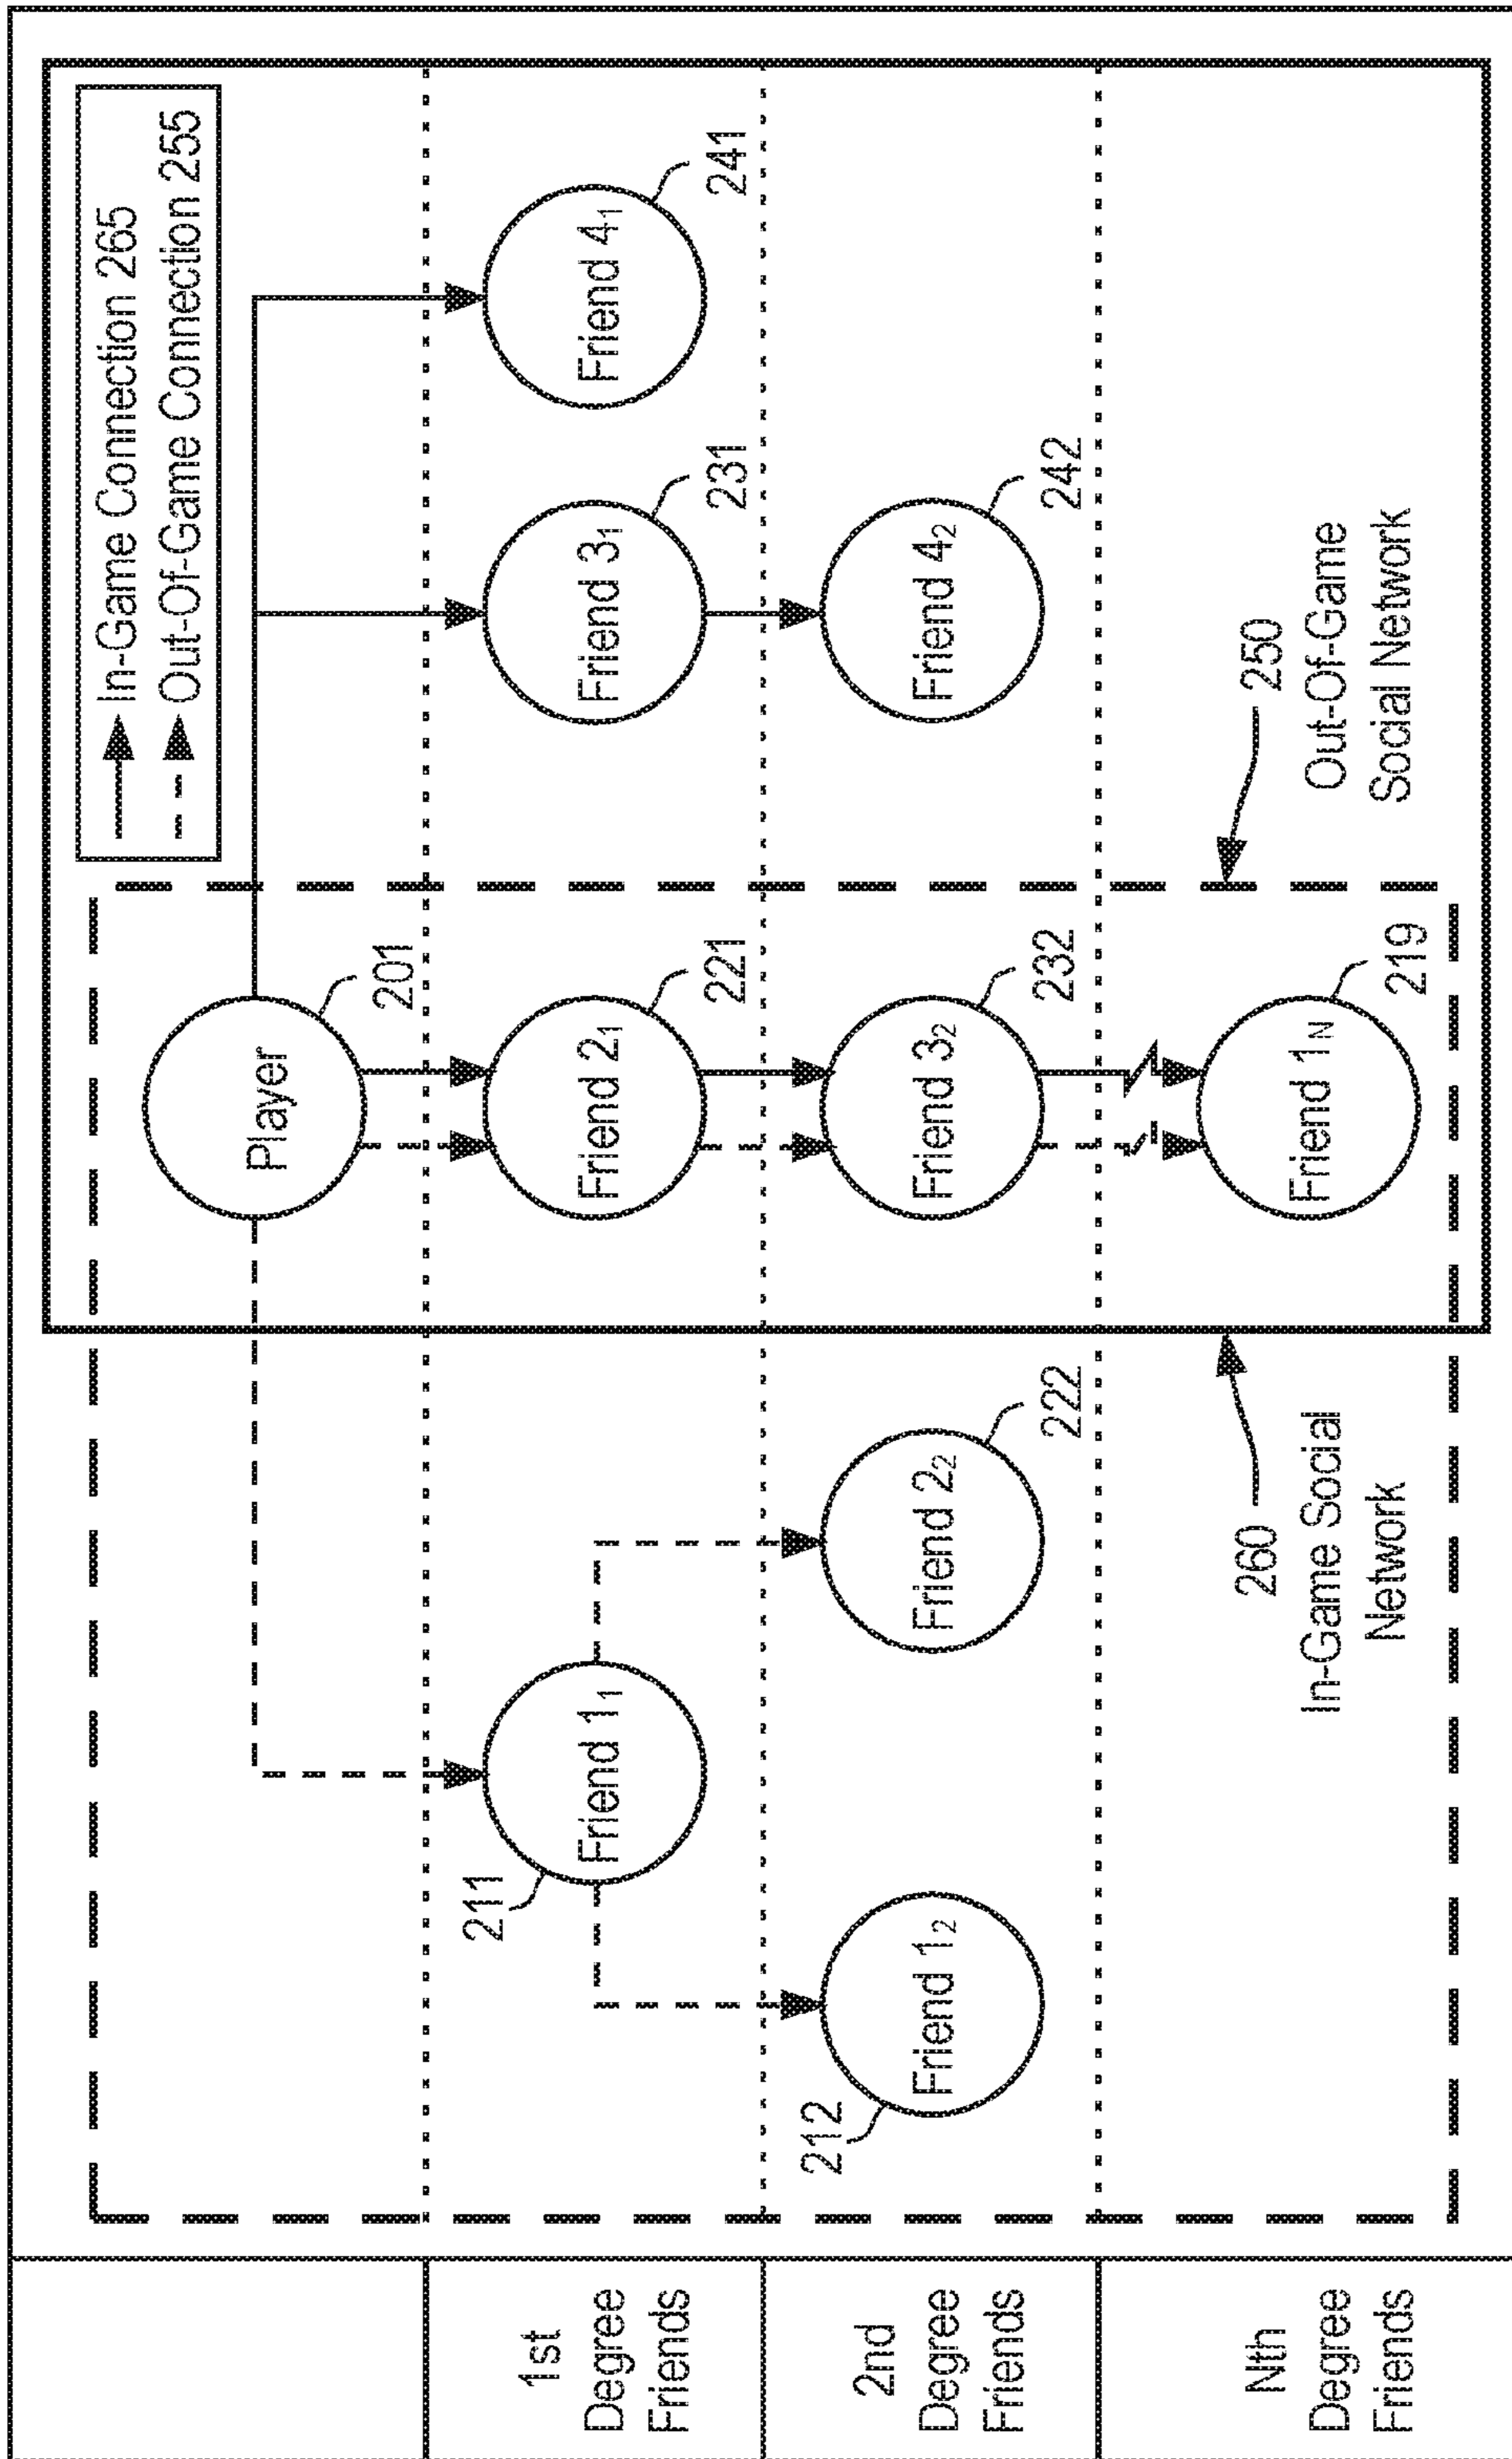 In-Game Connection 265
Out-Of-Game Connection 255
Player
201
1st
Degree
Friends
211
Friend 1₁
Friend 2₁
221
Friend 3₁
231
Friend 4₁
241
2nd
Degree
Friends
212
Friend 1₂
Friend 2₂
222
Friend 3₂
232
Friend 4₂
242
Nth
Degree
Friends
260
In-Game Social
Network
Friend 1N
219
250
Out-Of-Game
Social Network